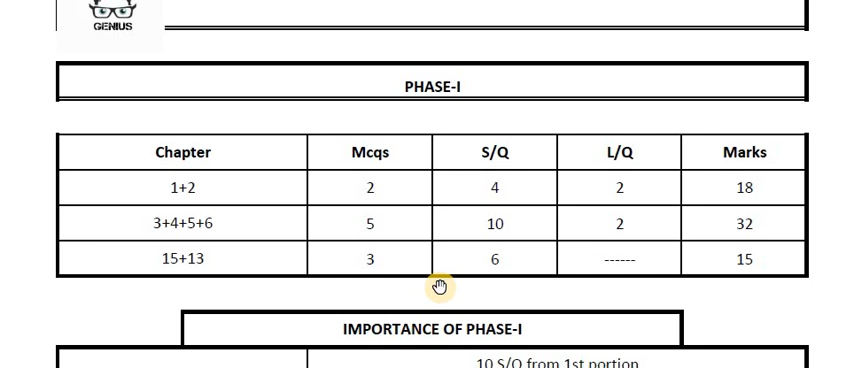 GENIUS
PHASE-I
Chapter Mcqs S/Q L/Q Marks
1+2 2 4 2 18
3+4+5+6 5 10 2 32
15+13 3 6 ------ 15
IMPORTANCE OF PHASE-I
10 S/Q from 1st portion